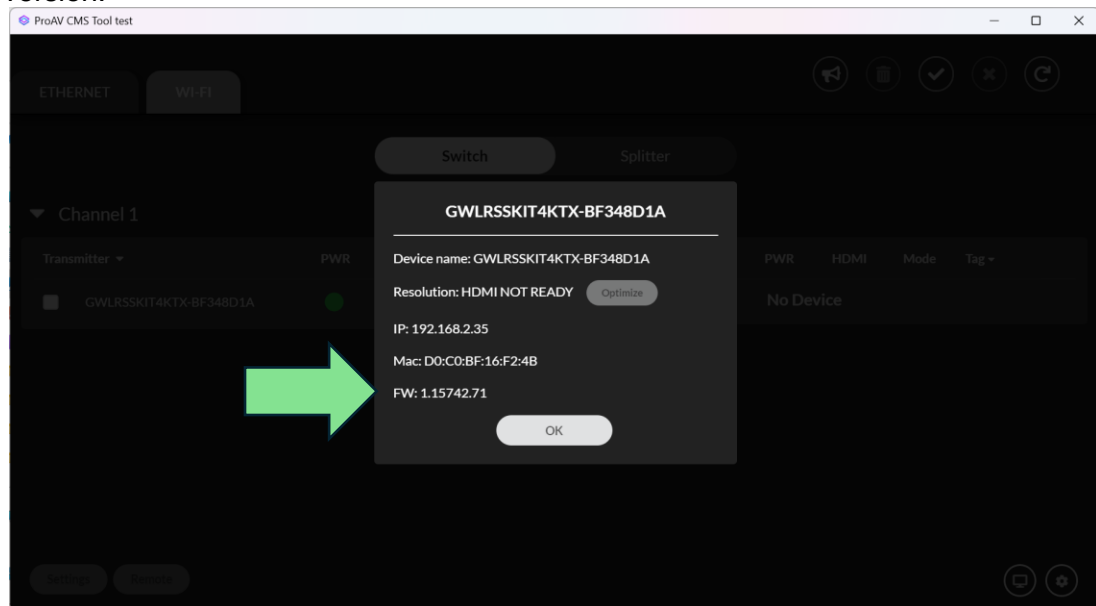 version.
ProAV CMS Tool test
ETHERNET WI-FI
Switch Splitter
Channel 1
Transmitter PWR PWR HDMI Mode Tag
GWLRSSKIT4KTX-BF348D1A No Device
GWLRSSKIT4KTX-BF348D1A
Device name: GWLRSSKIT4KTX-BF348D1A
Resolution: HDMI NOT READY Optimize
IP: 192.168.2.35
Mac: D0:C0:BF:16:F2:4B
FW: 1.15742.71
OK
Settings Remote